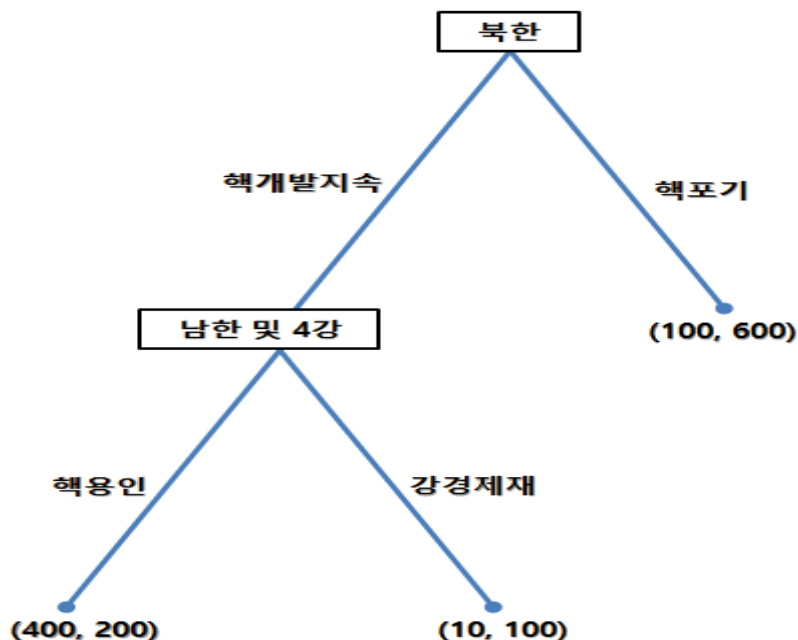 북한
핵개발지속
핵포기
남한 및 4강
(100, 600)
핵용인
강경제재
(400, 200)
(10, 100)